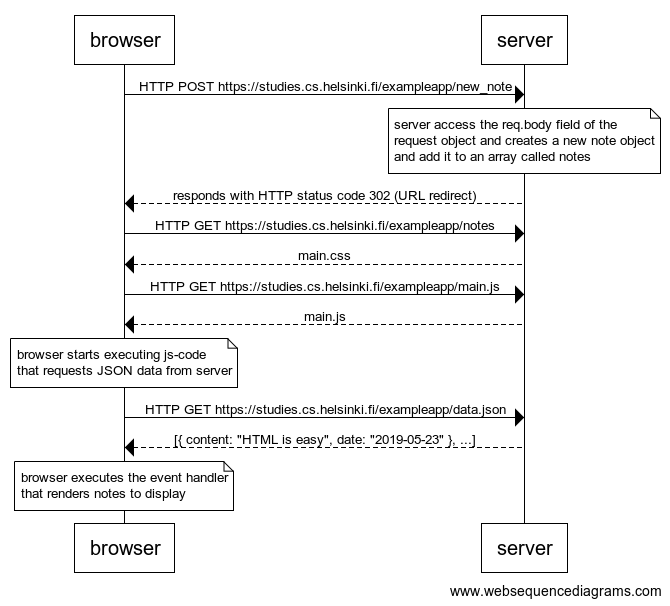 browser
server
HTTP POST https://studies.cs.helsinki.fi/exampleapp/new_note
server access the req.body field of the
request object and creates a new note object
and add it to an array called notes
responds with HTTP status code 302 (URL redirect)
HTTP GET https://studies.cs.helsinki.fi/exampleapp/notes
main.css
HTTP GET https://studies.cs.helsinki.fi/exampleapp/main.js
main.js
browser starts executing js-code
that requests JSON data from server
HTTP GET https://studies.cs.helsinki.fi/exampleapp/data.json
[{ content: "HTML is easy", date: "2019-05-23" }, ...]
browser executes the event handler
that renders notes to display
browser
server
www.websequencediagrams.com